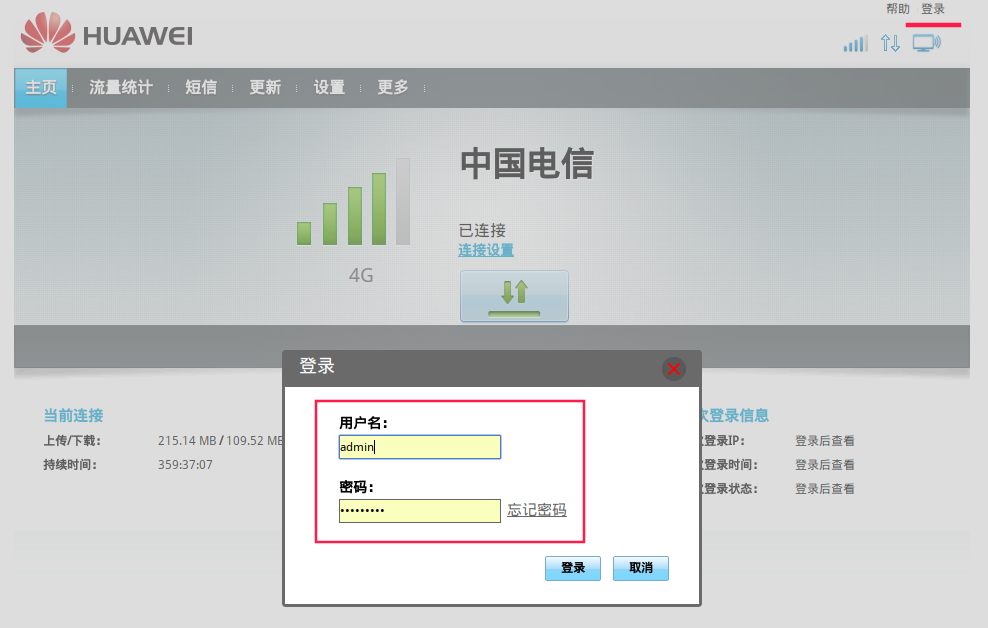 帮助 登录
HUAWEI
主页 流量统计 短信 更新 设置 更多
中国电信
已连接
连接设置
4G
登录
当前连接
次登录信息
上传/下载: 215.14 MB / 109.52 ME
登录IP: 登录后查看
持续时间: 359:37:07
登录时间: 登录后查看
登录状态: 登录后查看
用户名:
admin
密码:
•••••••••
忘记密码
登录 取消